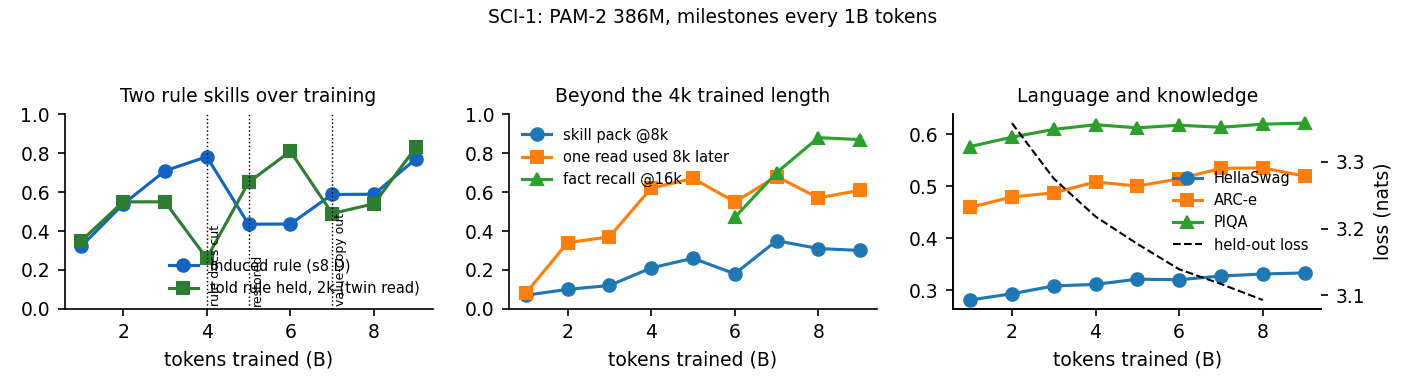 SCI-1: PAM-2 386M, milestones every 1B tokens
Two rule skills over training
1.0
0.8
0.6
0.4
0.2
0.0
induced rule (s8 D)
told rule held, 2k (twin read)
restored
value copy out
2
4
6
8
tokens trained (B)
Beyond the 4k trained length
1.0
0.8
0.6
0.4
0.2
0.0
skill pack @8k
one read used 8k later
fact recall @16k
2
4
6
8
tokens trained (B)
Language and knowledge
0.6
0.5
0.4
0.3
HellaSwag
ARC-e
PIQA
held-out loss
3.3
3.2
3.1
loss (nats)
2
4
6
8
tokens trained (B)